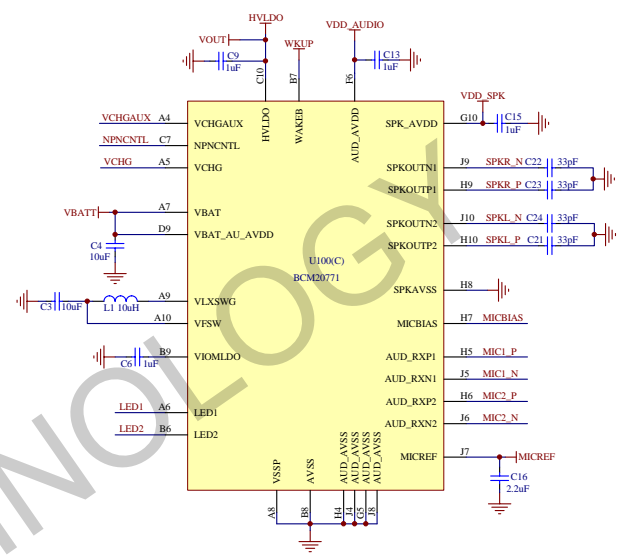 HVLDO
VOUT
WKUP
VDD_AUDIO
C9
1uF
C13
1uF
C10
B7
F6
VDD_SPK
VCHGAUX A4 VCHGAUX
HVLDO
WAKEB
AUD_AVDD
SPK_AVDD G10
C15
1uF
NPNCNTL C7 NPNCNTL
VCHG A5 VCHG
SPKOUTN1 J9 SPKR_N C22 33pF
SPKOUTP1 H9 SPKR_P C23 33pF
VBATT
A7 VBAT
D9 VBAT_AU_AVDD
C4
10uF
SPKOUTN2 J10 SPKL_N C24 33pF
SPKOUTP2 H10 SPKL_P C21 33pF
U100(C)
BCM20771
SPKAVSS H8
C3 10uF L1 10uH A9 VLXSWG
A10 VFSW
MICBIAS H7 MICBIAS
C6 1uF B9 VIOMLDO
AUD_RXP1 H5 MIC1_P
AUD_RXN1 J5 MIC1_N
AUD_RXP2 H6 MIC2_P
AUD_RXN2 J6 MIC2_N
LED1 A6 LED1
LED2 B6 LED2
MICREF J7 MICREF
C16
2.2uF
VSSP
AVSS
AUD_AVSS
AUD_AVSS
AUD_AVSS
AUD_AVSS
A8
B8
H4
J4
G5
J8
NOLOGY